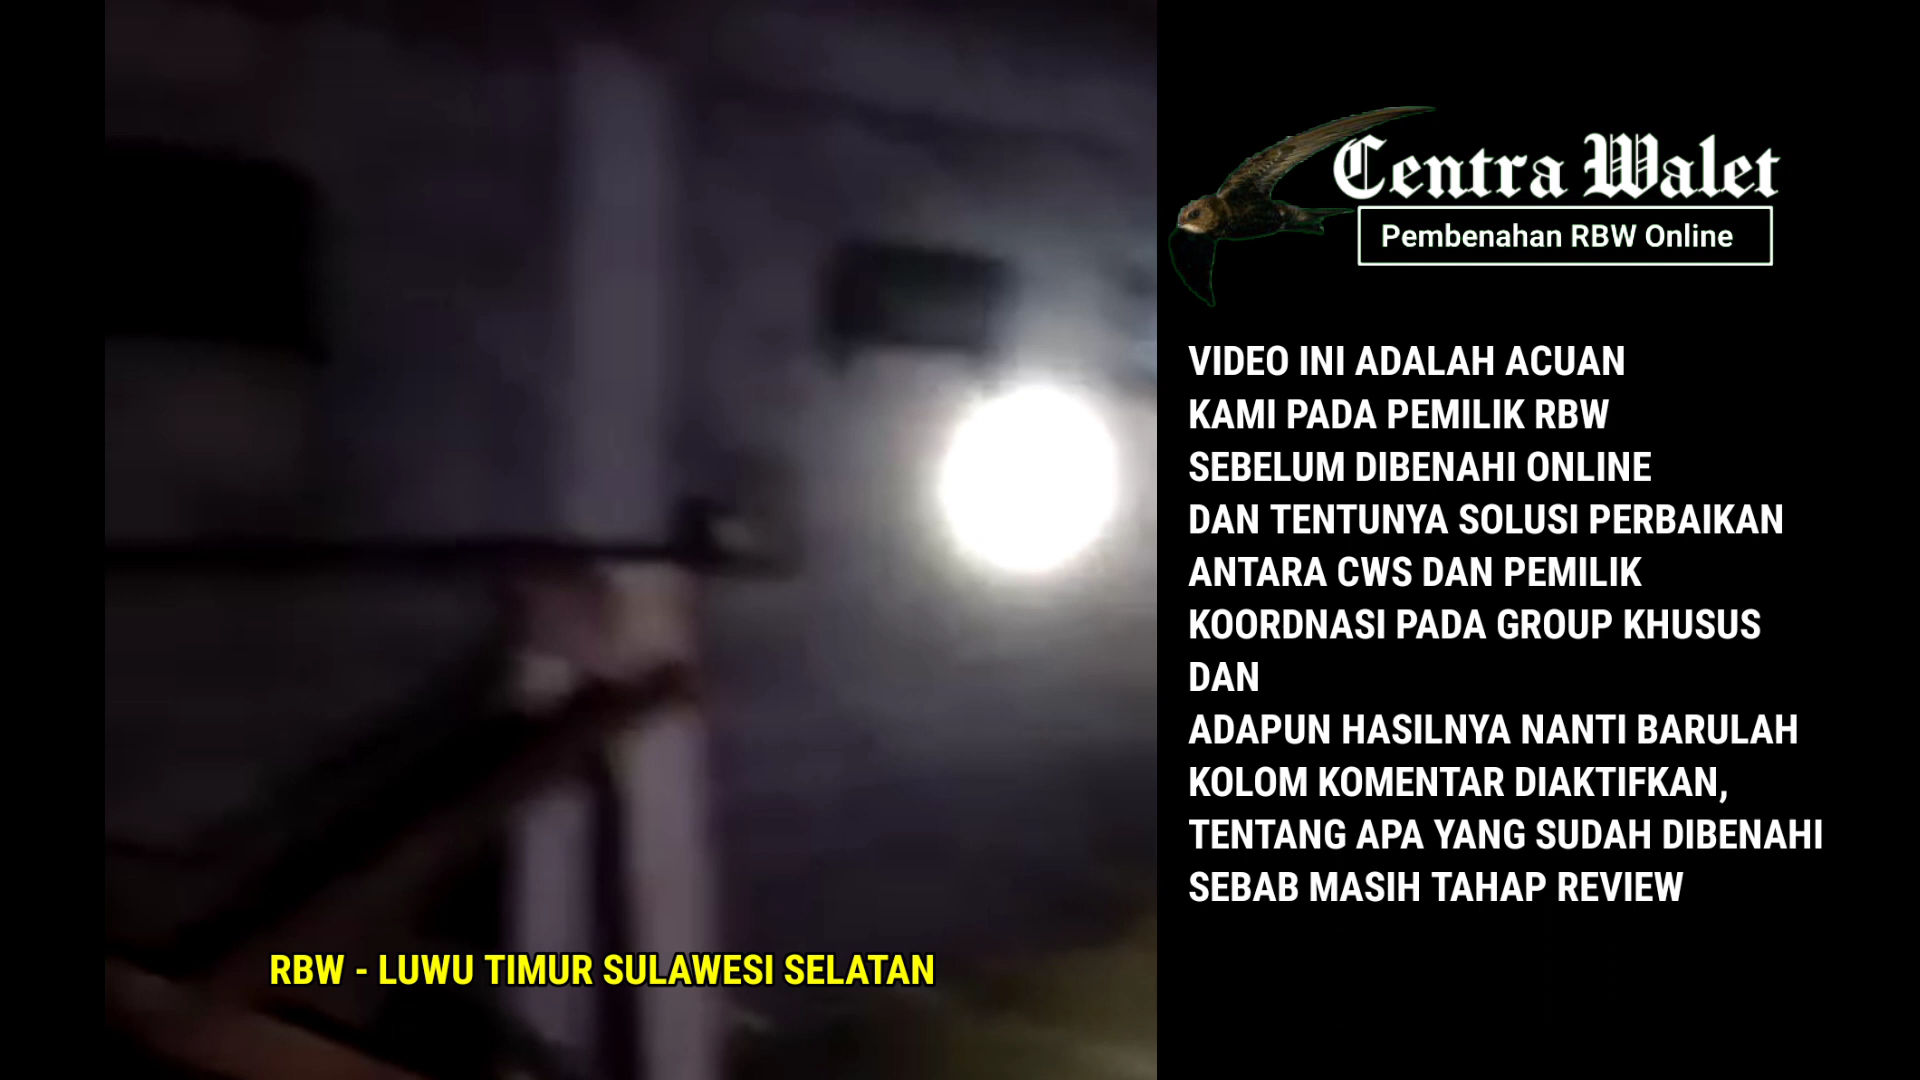 Centra Walet
Pembenahan RBW Online
VIDEO INI ADALAH ACUAN
KAMI PADA PEMILIK RBW
SEBELUM DIBENAHI ONLINE
DAN TENTUNYA SOLUSI PERBAIKAN
ANTARA CWS DAN PEMILIK
KOORDNASI PADA GROUP KHUSUS
DAN
ADAPUN HASILNYA NANTI BARULAH
KOLOM KOMENTAR DIAKTIFKAN,
TENTANG APA YANG SUDAH DIBENAHI
SEBAB MASIH TAHAP REVIEW
RBW - LUWU TIMUR SULAWESI SELATAN